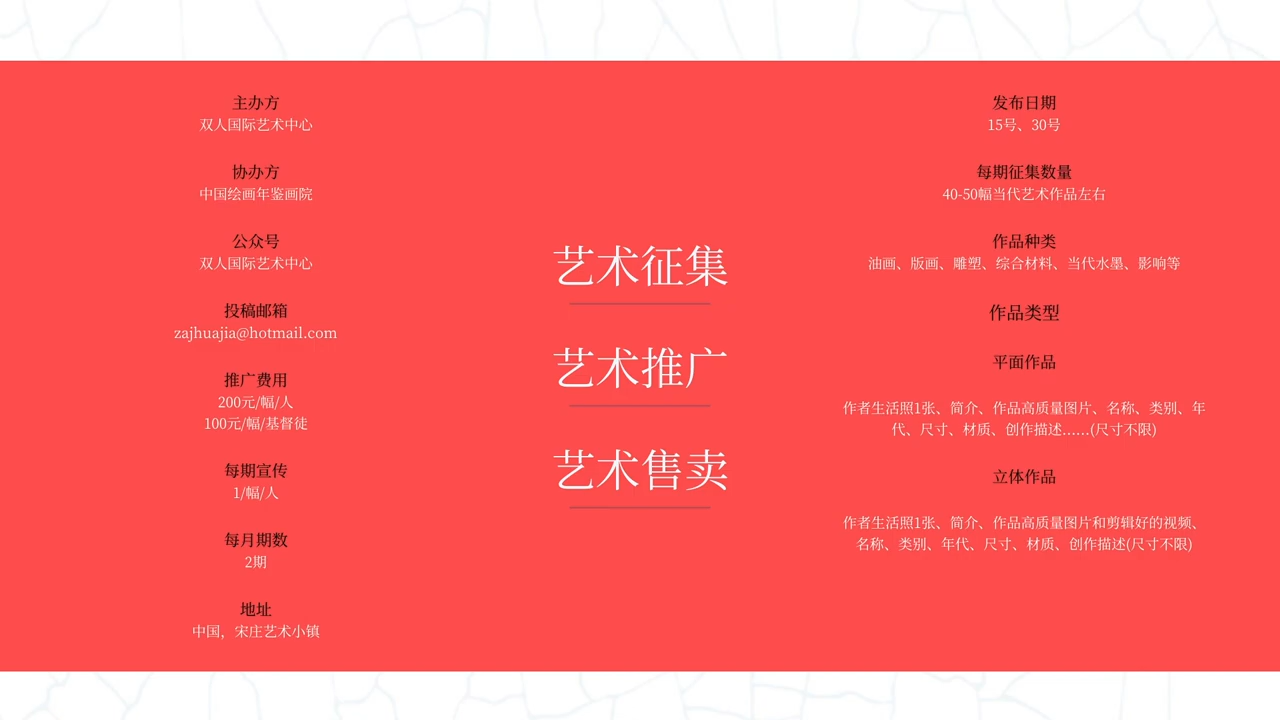 主办方
双人国际艺术中心
协办方
中国绘画年鉴画院
公众号
双人国际艺术中心
投稿邮箱
zajhuajia@hotmail.com
推广费用
200元/幅/人
100元/幅/基督徒
每期宣传
1/幅/人
每月期数
2期
地址
中国，宋庄艺术小镇
艺术征集
艺术推广
艺术售卖
发布日期
15号、30号
每期征集数量
40-50幅当代艺术作品左右
作品种类
油画、版画、雕塑、综合材料、当代水墨、影响等
作品类型
平面作品
作者生活照1张、简介、作品高质量图片、名称、类别、年
代、尺寸、材质、创作描述……(尺寸不限)
立体作品
作者生活照1张、简介、作品高质量图片和剪辑好的视频、
名称、类别、年代、尺寸、材质、创作描述(尺寸不限)